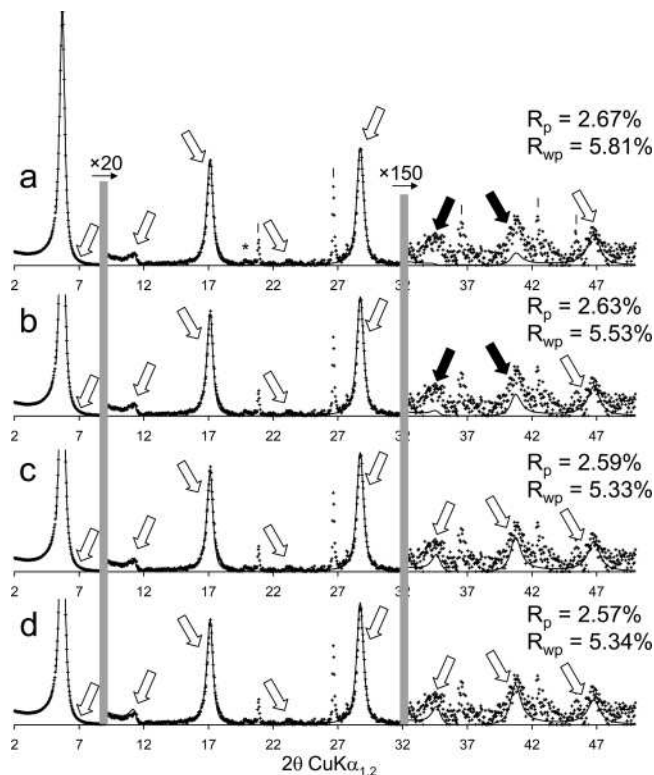 Rp = 2.67%
Rwp = 5.81%
×20
×150
a
*
2 7 12 17 22 27 32 37 42 47
b
Rp = 2.63%
Rwp = 5.53%
2 7 12 17 22 27 32 37 42 47
c
Rp = 2.59%
Rwp = 5.33%
2 7 12 17 22 27 32 37 42 47
d
Rp = 2.57%
Rwp = 5.34%
2 7 12 17 22 27 32 37 42 47
2θ CuKα1,2